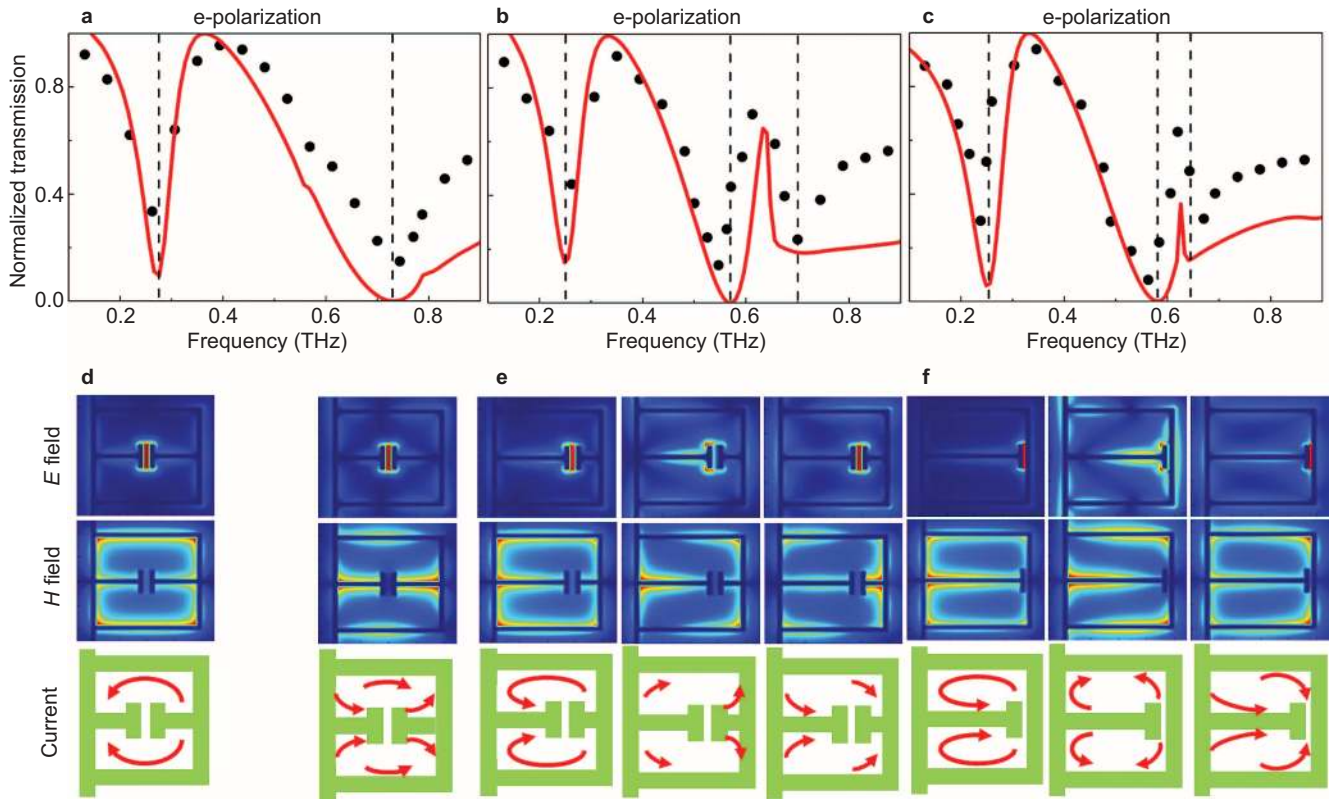 a e-polarization
b e-polarization
c e-polarization
Normalized transmission
0.8
0.4
0.0
0.2 0.4 0.6 0.8
0.2 0.4 0.6 0.8
0.2 0.4 0.6 0.8
Frequency (THz)
Frequency (THz)
Frequency (THz)
d e f
E field
H field
Current